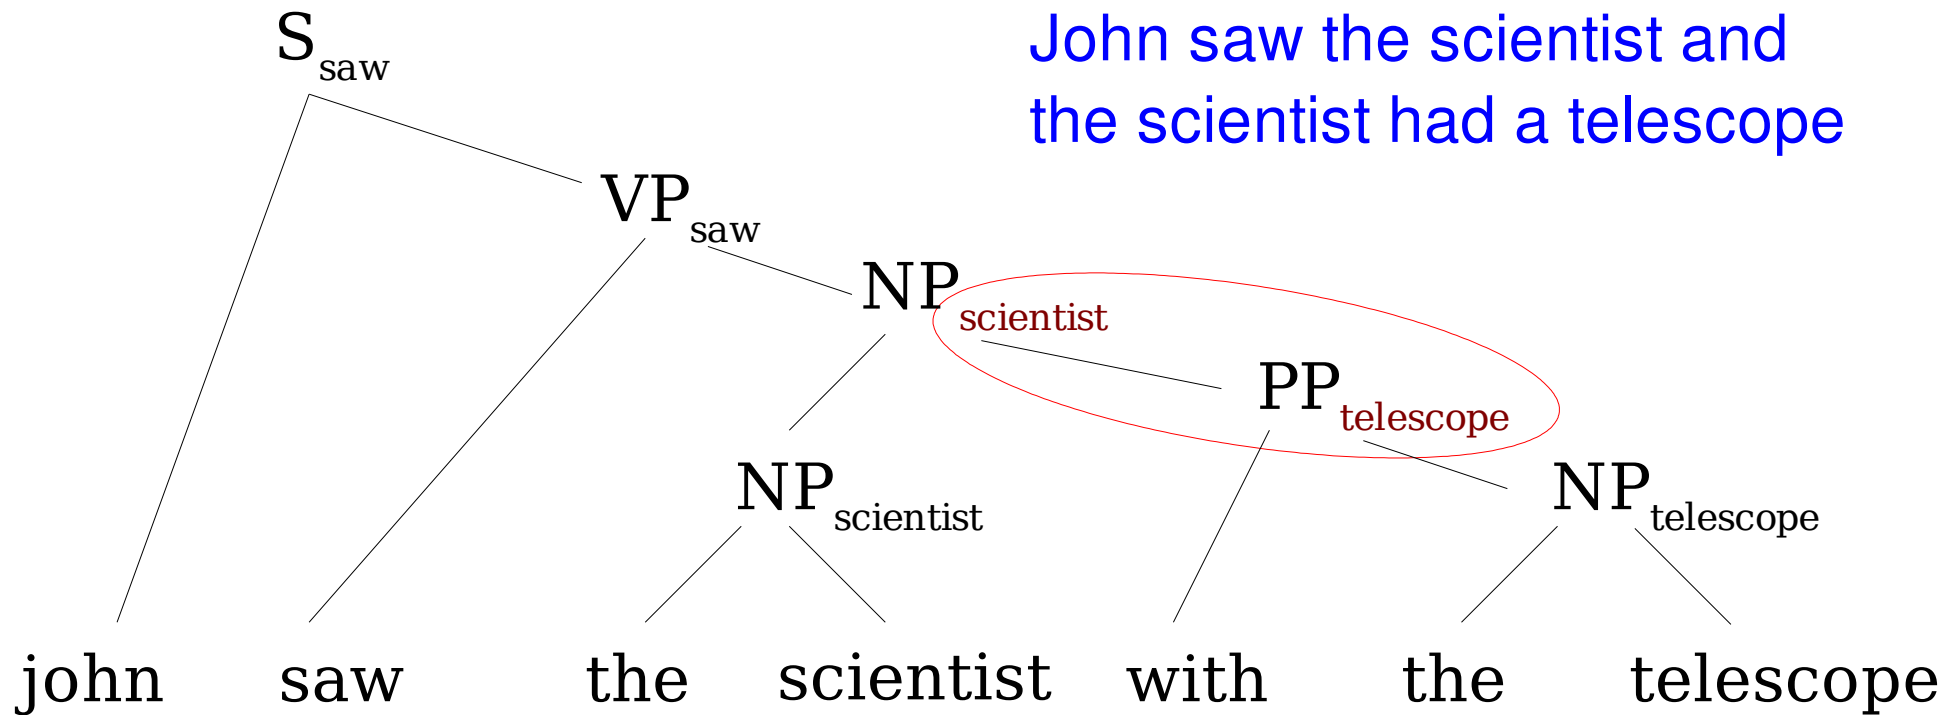 S saw
John saw the scientist and
the scientist had a telescope
VP saw
NP scientist
PP telescope
NP scientist
NP telescope
john saw the scientist with the telescope